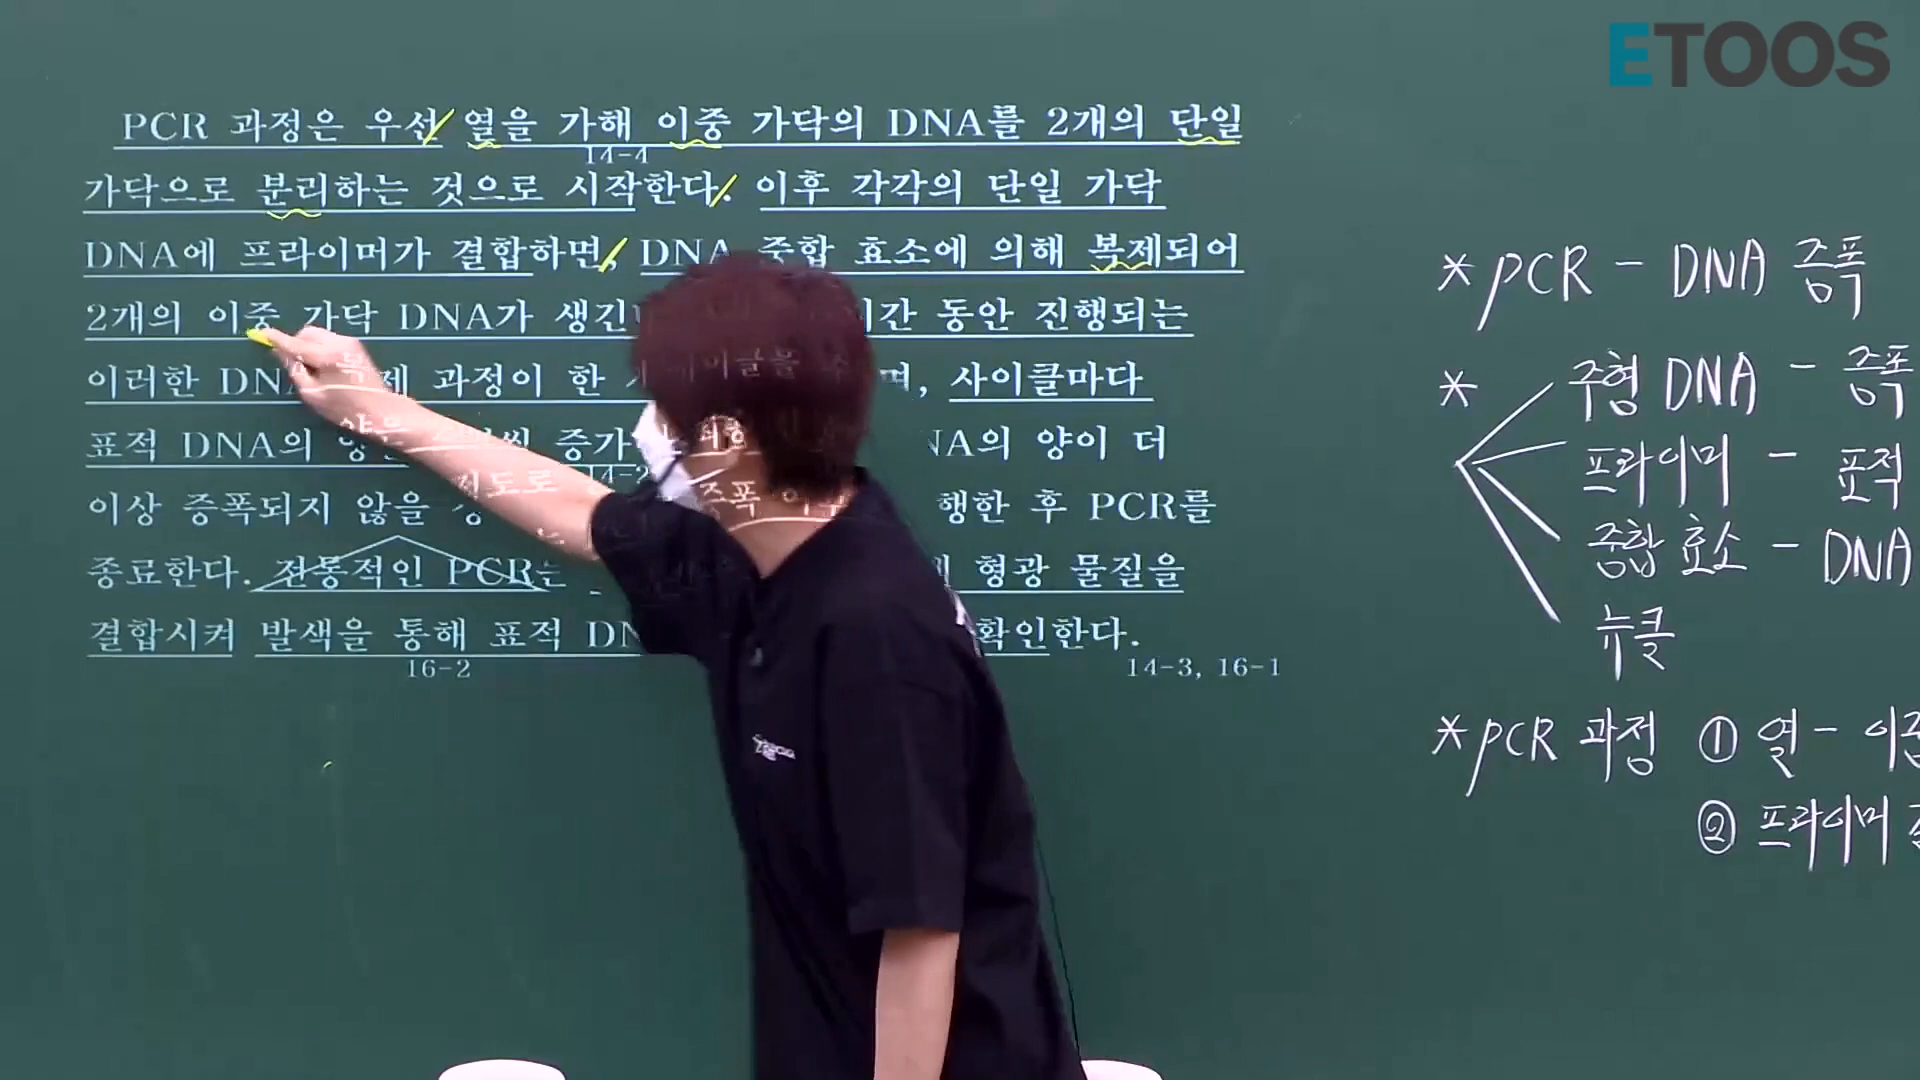 ETOOS
PCR 과정은 우선 열을 가해 이중 가닥의 DNA를 2개의 단일
14-4
가닥으로 분리하는 것으로 시작한다. 이후 각각의 단일 가닥
DNA에 프라이머가 결합하면, DNA 중합 효소에 의해 복제되어
2개의 이중 가닥 DNA가 생긴 동안 진행되는
이러한 DNA 복제 과정이 한 사이클마다
표적 DNA의 양은 증가 DNA의 양이 더
14-2
이상 증폭되지 않을 정도로 행한 후 PCR를
종료한다. 전통적인 PCR는 형광 물질을
결합시켜 발색을 통해 표적 확인한다.
16-2
14-3, 16-1
* PCR - DNA 증폭
* 주형 DNA - 증폭
프라이머 - 표적
중합 효소 - DNA
뉴클
* PCR 과정 ① 열 - 이중
② 프라이머